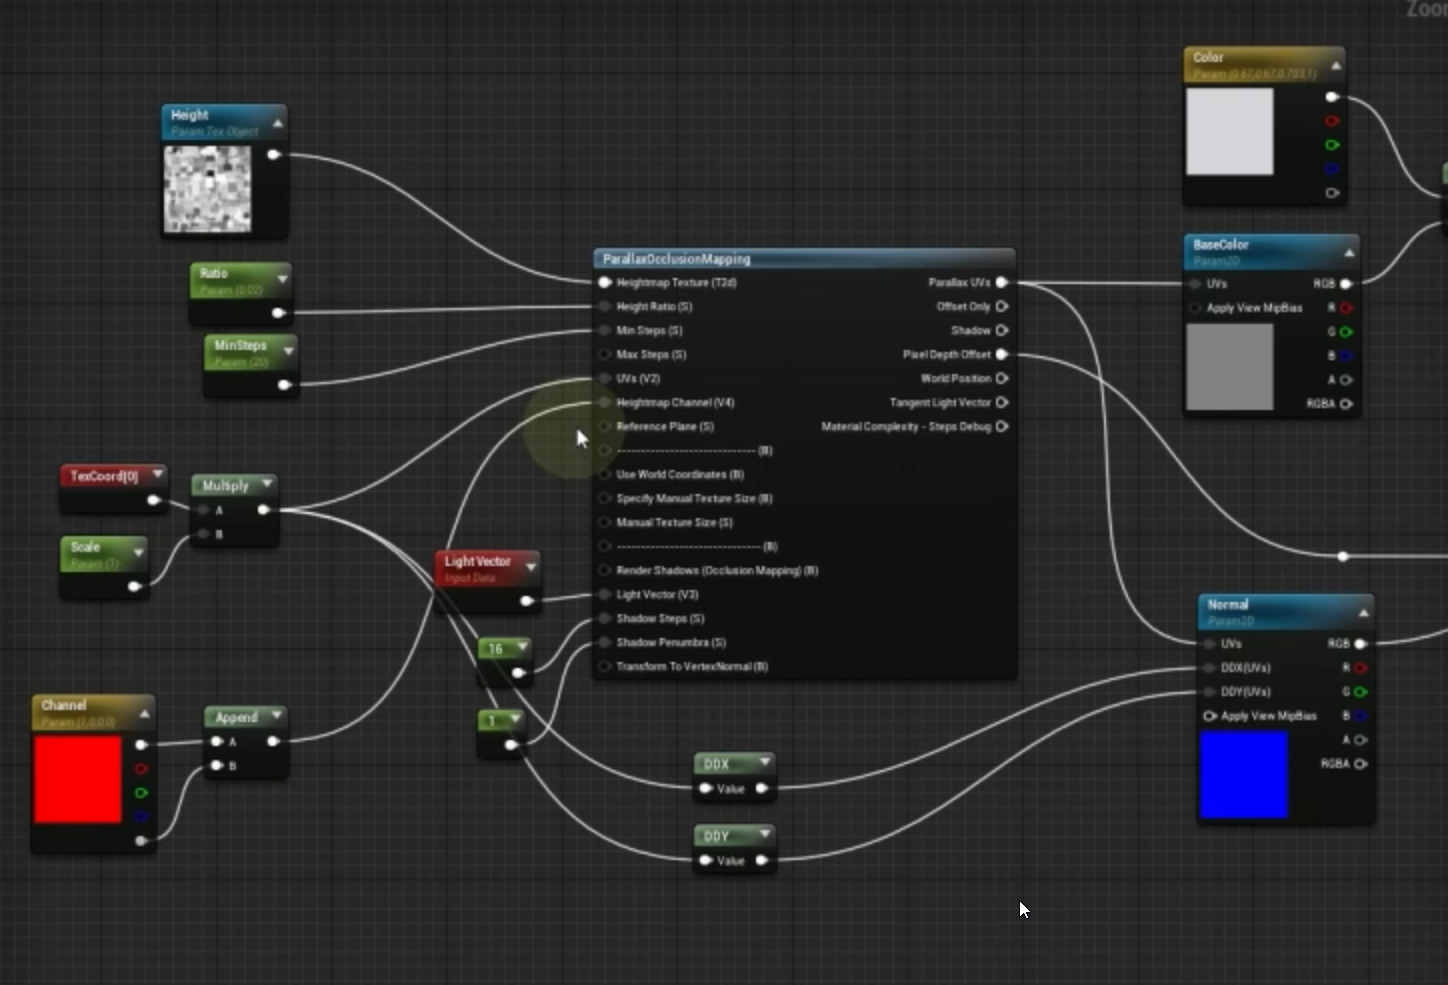 Zoo
Height
Param Tex Object
Ratio
Param (0.02)
MinSteps
Param (20)
TexCoord[0]
Multiply
A
B
Scale
Param (1)
Channel
Param (1,0,0,0)
Append
A
B
Light Vector
Input Data
16
1
ParallaxOcclusionMapping
Heightmap Texture (T2d)
Height Ratio (S)
Min Steps (S)
Max Steps (S)
UVs (V2)
Heightmap Channel (V4)
Reference Plane (S)
----------------------------------- (B)
Use World Coordinates (B)
Specify Manual Texture Size (B)
Manual Texture Size (S)
------------------------------------ (B)
Render Shadows (Occlusion Mapping) (B)
Light Vector (V3)
Shadow Steps (S)
Shadow Penumbra (S)
Transform To VertexNormal (B)
Parallax UVs
Offset Only
Shadow
Pixel Depth Offset
World Position
Tangent Light Vector
Material Complexity - Steps Debug
DDX
Value
DDY
Value
Color
Param (0.67,0.67,0.703,1)
BaseColor
Param2D
UVs
Apply View MipBias
RGB
R
G
B
A
RGBA
Normal
Param2D
UVs
DDX(UVs)
DDY(UVs)
Apply View MipBias
RGB
R
G
B
A
RGBA